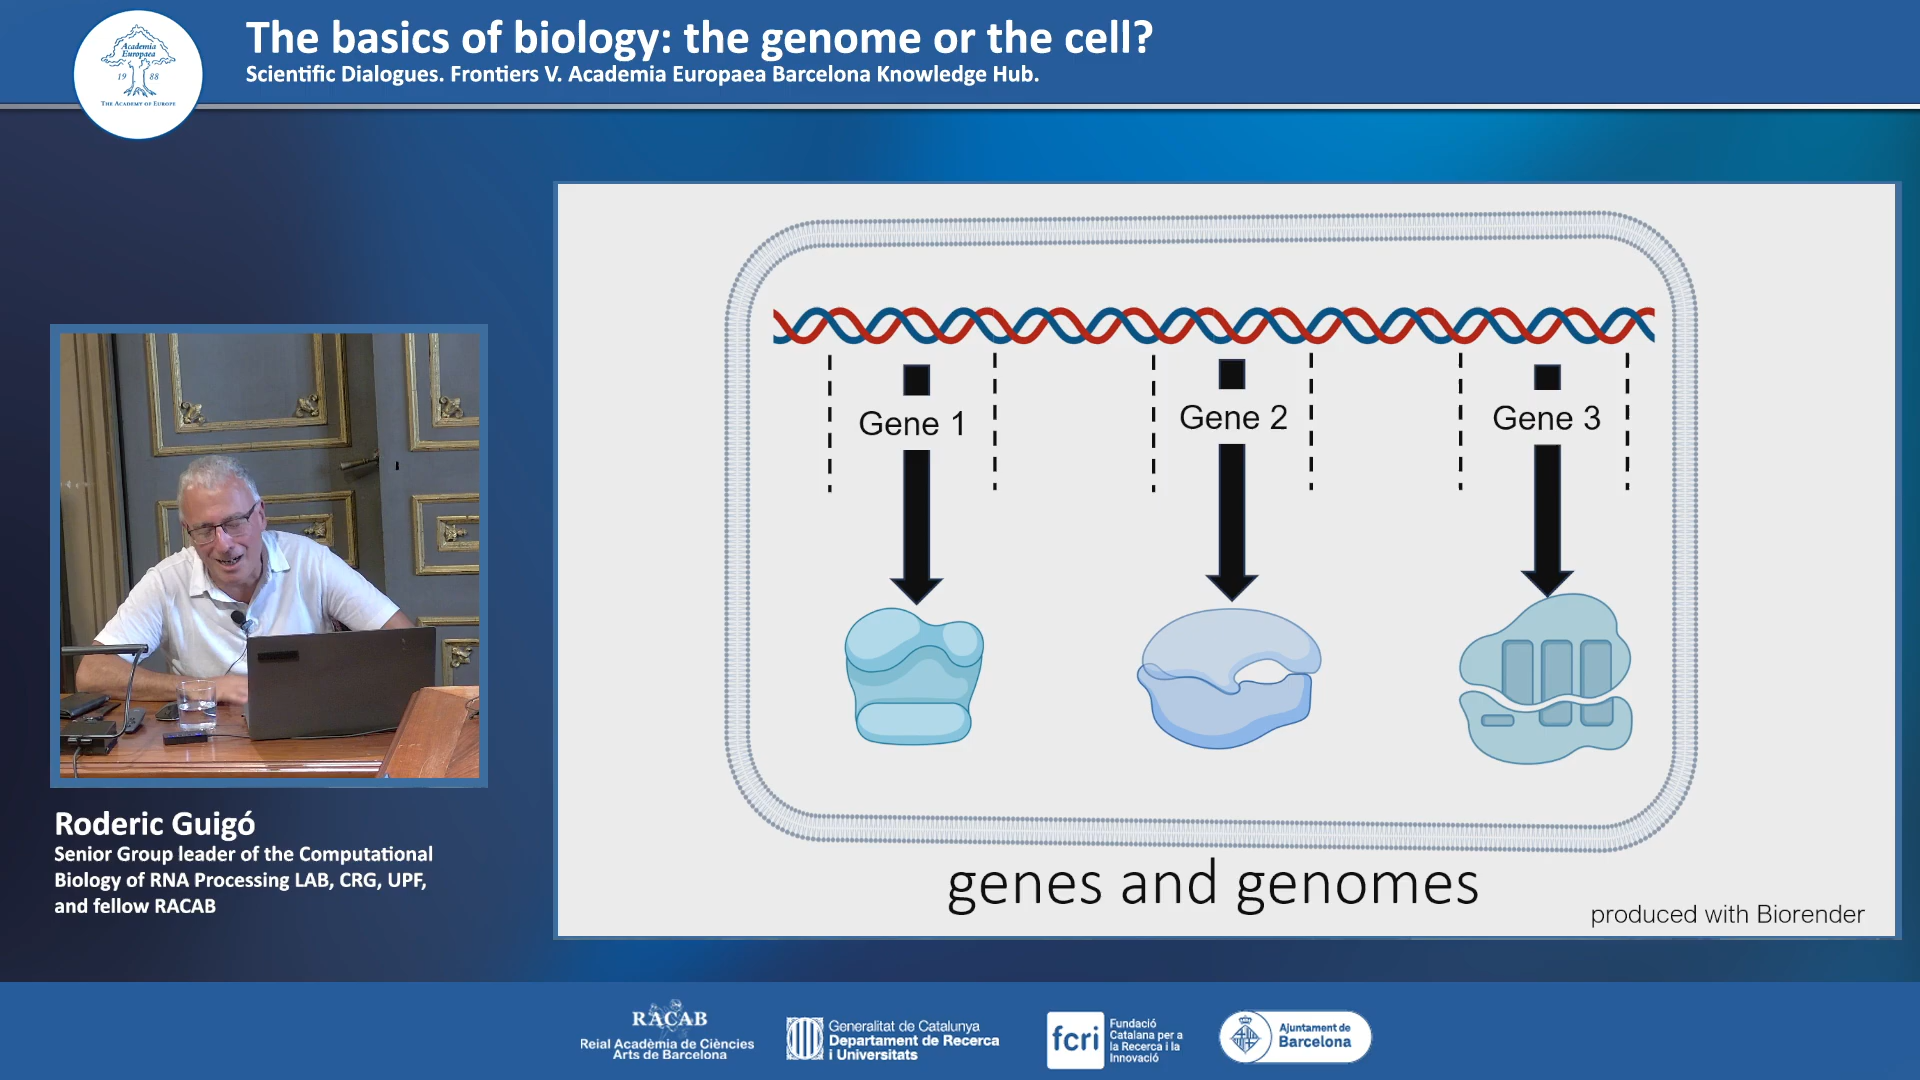 The basics of biology: the genome or the cell?
Scientific Dialogues. Frontiers V. Academia Europaea Barcelona Knowledge Hub.
Academia
Europaea
19 88
THE ACADEMY OF EUROPE
Gene 1
Gene 2
Gene 3
genes and genomes
produced with Biorender
Roderic Guigó
Senior Group leader of the Computational
Biology of RNA Processing LAB, CRG, UPF,
and fellow RACAB
RACAB
Reial Acadèmia de Ciències
Arts de Barcelona
Generalitat de Catalunya
Departament de Recerca
i Universitats
fcri
Fundació
Catalana per a
la Recerca i la
Innovació
Ajuntament de
Barcelona